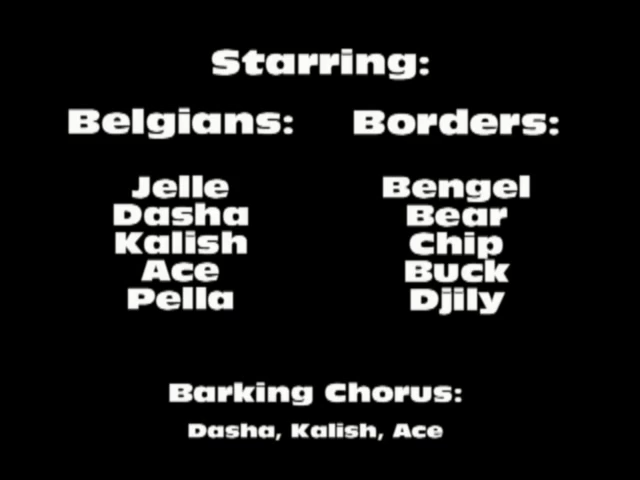 Starring:
Belgians:
Borders:
Jelle
Dasha
Kalish
Ace
Pella
Bengel
Bear
Chip
Buck
Djily
Barking Chorus:
Dasha, Kalish, Ace